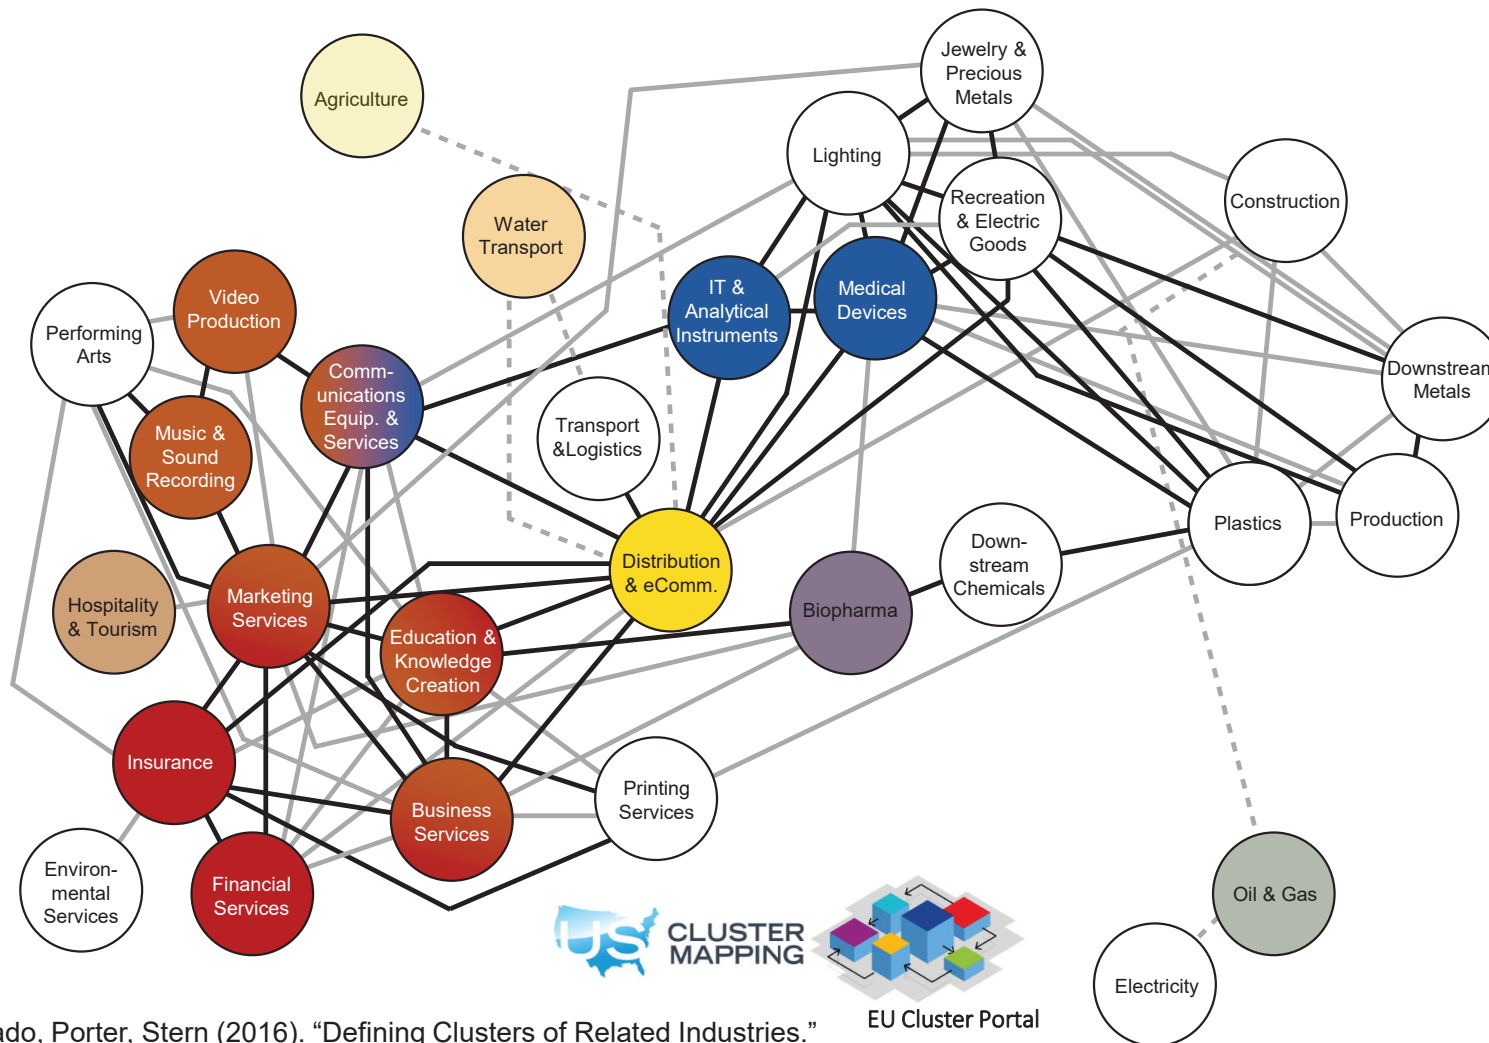 Jewelry &
Precious
Metals
Agriculture
Lighting
Construction
Recreation
& Electric
Goods
Water
Transport
Video
Production
IT &
Analytical
Instruments
Medical
Devices
Performing
Arts
Comm-
unications
Equip. &
Services
Downstream
Metals
Transport
&Logistics
Music &
Sound
Recording
Plastics
Production
Distribution
& eComm.
Down-
stream
Chemicals
Hospitality
& Tourism
Marketing
Services
Education &
Knowledge
Creation
Biopharma
Insurance
Business
Services
Printing
Services
Environ-
mental
Services
Financial
Services
Oil & Gas
Electricity
US CLUSTER
MAPPING
EU Cluster Portal
ado, Porter, Stern (2016). “Defining Clusters of Related Industries.”